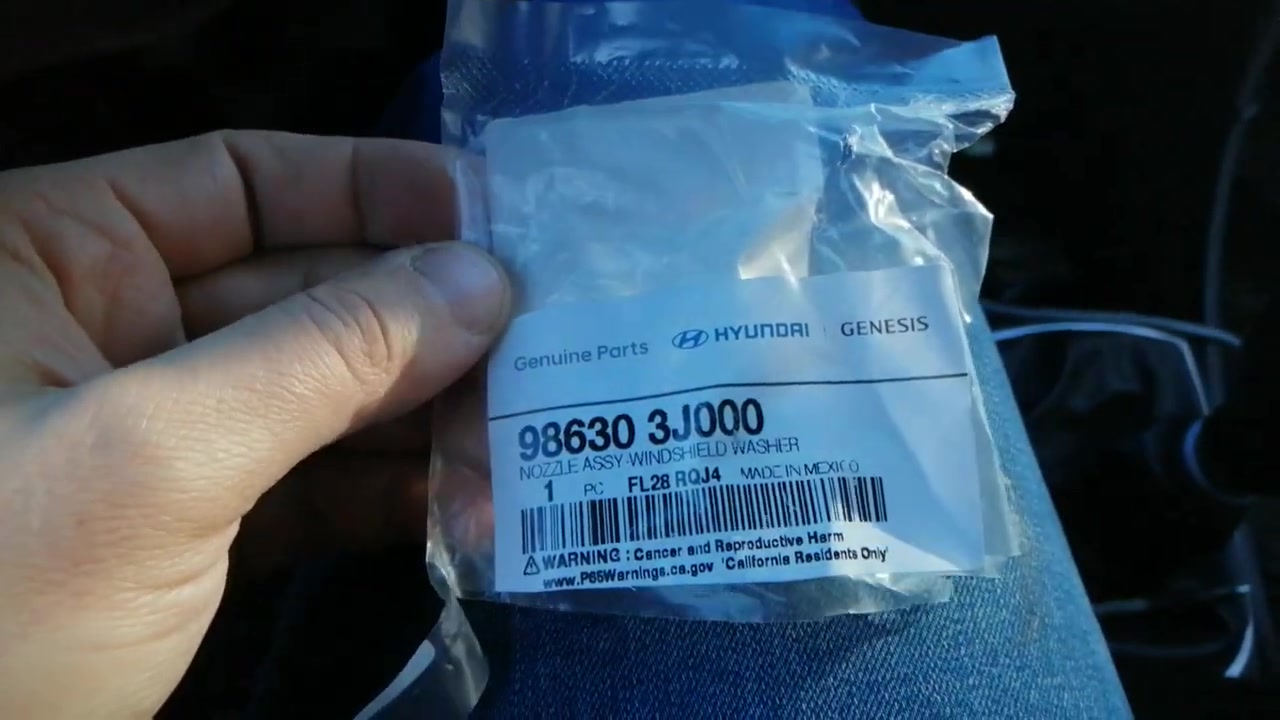 Genuine Parts HYUNDAI | GENESIS
98630 3J000
NOZZLE ASSY-WINDSHIELD WASHER
1 PC FL28 RQJ4 MADE IN MEXICO
WARNING : Cancer and Reproductive Harm
www.P65Warnings.ca.gov 'California Residents Only'